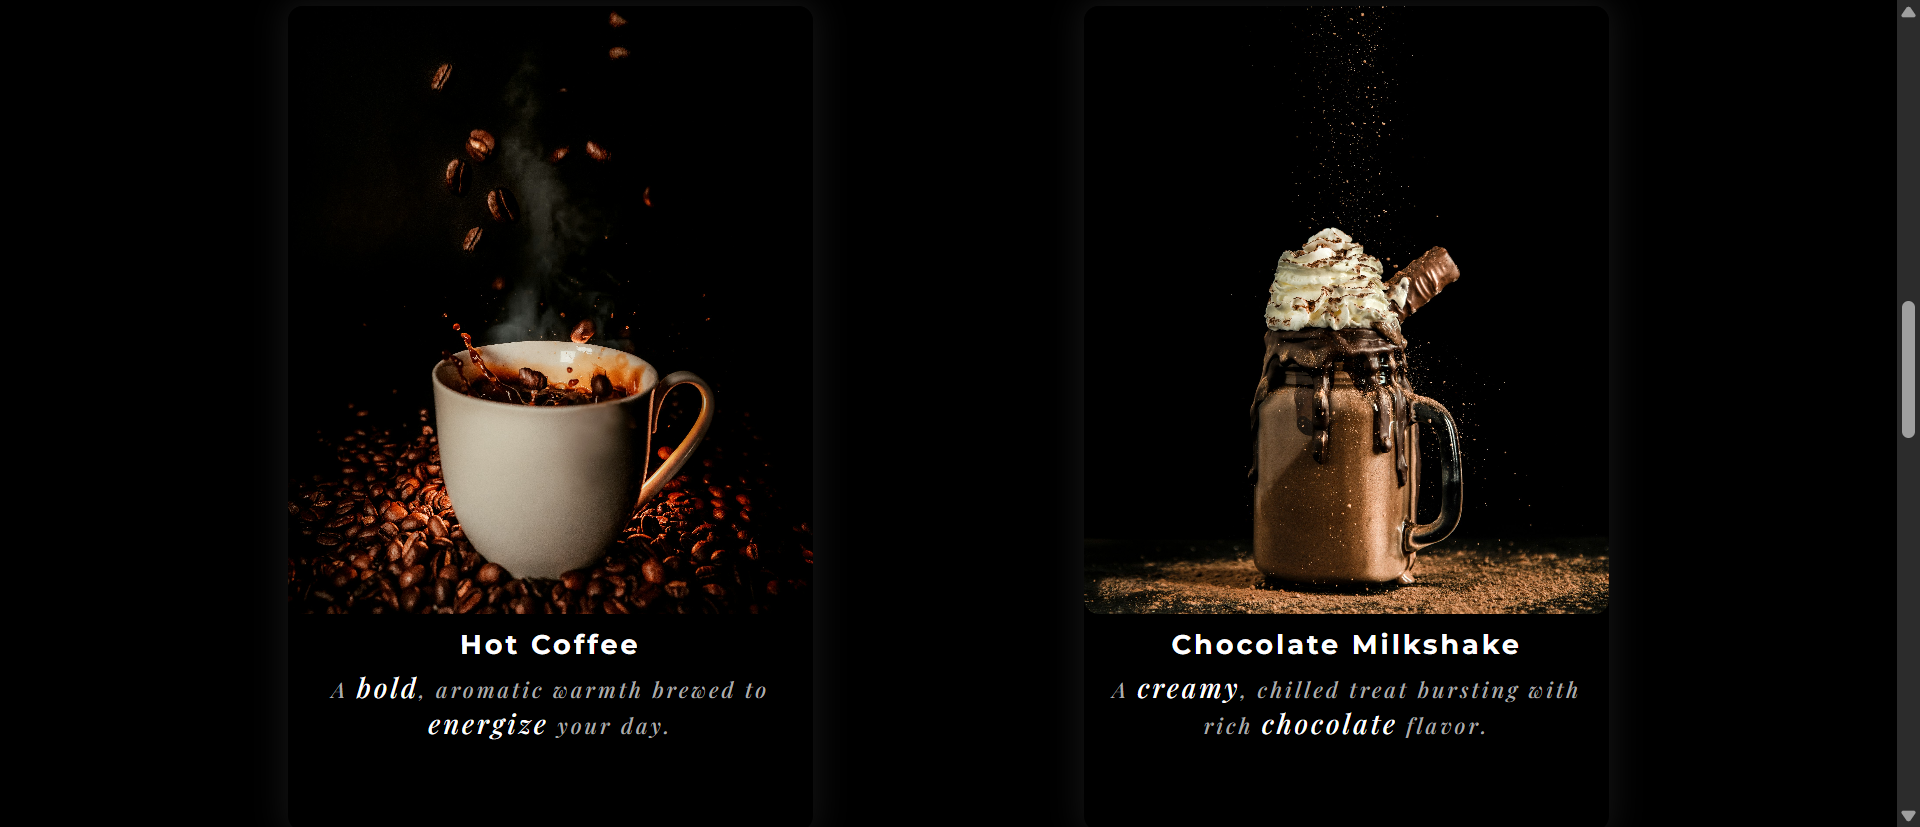 Hot Coffee
A bold, aromatic warmth brewed to
energize your day.
Chocolate Milkshake
A creamy, chilled treat bursting with
rich chocolate flavor.